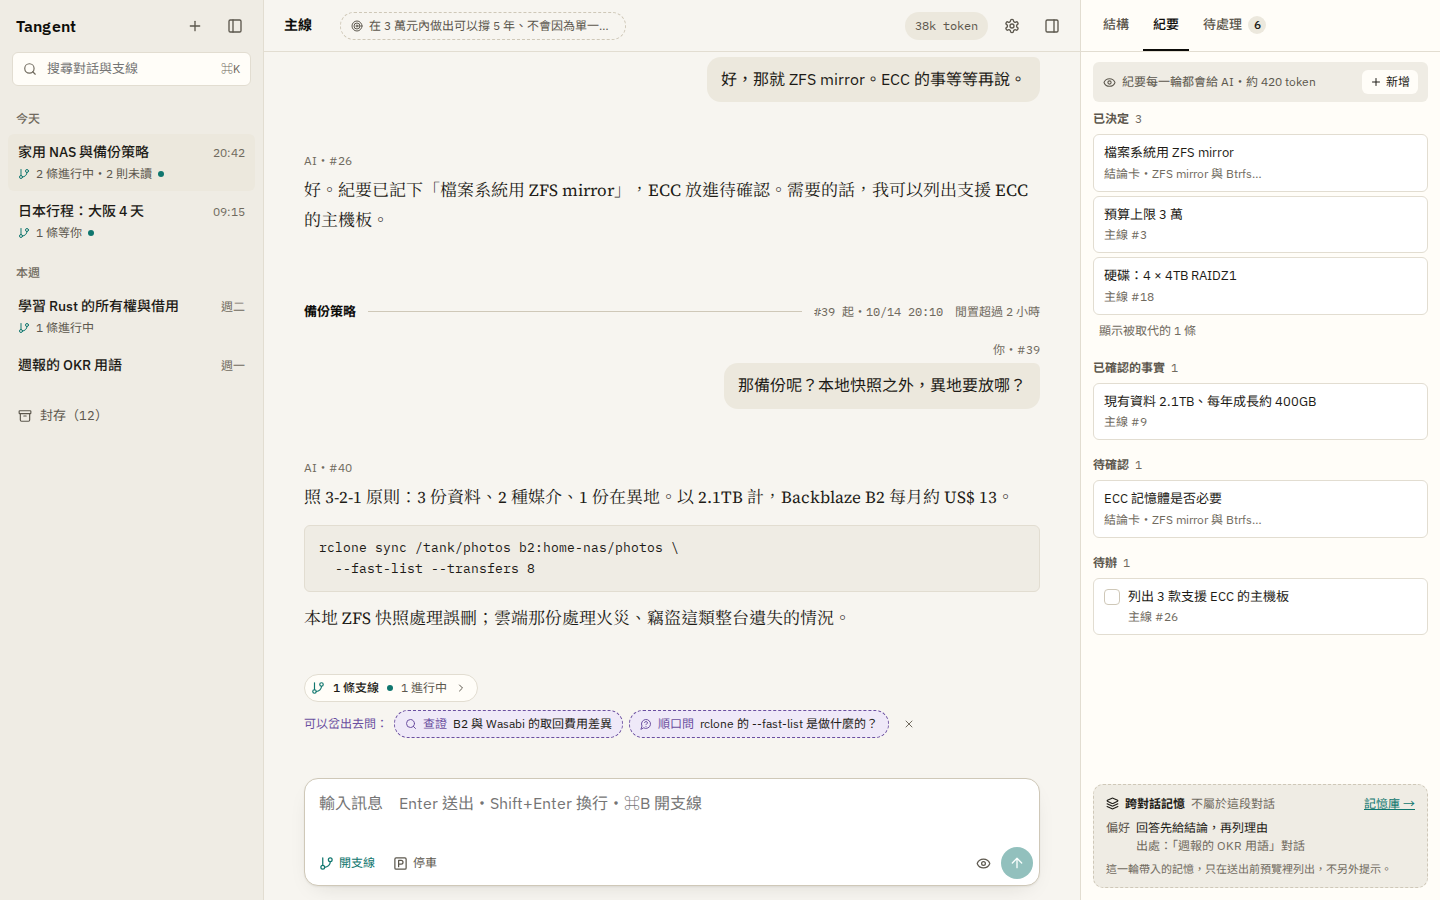 Tangent
搜尋對話與支線 ⌘K
今天
家用 NAS 與備份策略 20:42
2 條進行中・2 則未讀
日本行程：大阪 4 天 09:15
1 條等你
本週
學習 Rust 的所有權與借用 週二
1 條進行中
週報的 OKR 用語 週一
封存（12）
主線 在 3 萬元內做出可以撐 5 年、不會因為單一… 38k token
好，那就 ZFS mirror。ECC 的事等等再說。
AI・#26
好。紀要已記下「檔案系統用 ZFS mirror」，ECC 放進待確認。需要的話，我可以列出支援 ECC
的主機板。
備份策略 #39 起・10/14 20:10 閒置超過 2 小時
你・#39
那備份呢？本地快照之外，異地要放哪？
AI・#40
照 3-2-1 原則：3 份資料、2 種媒介、1 份在異地。以 2.1TB 計，Backblaze B2 每月約 US$ 13。
rclone sync /tank/photos b2:home-nas/photos \
--fast-list --transfers 8
本地 ZFS 快照處理誤刪；雲端那份處理火災、竊盜這類整台遺失的情況。
1 條支線 1 進行中
可以岔出去問： 查證 B2 與 Wasabi 的取回費用差異 順口問 rclone 的 --fast-list 是做什麼的？
輸入訊息 Enter 送出・Shift+Enter 換行・⌘B 開支線
開支線 停車
結構 紀要 待處理 6
紀要每一輪都會給 AI・約 420 token 新增
已決定 3
檔案系統用 ZFS mirror
結論卡・ZFS mirror 與 Btrfs…
預算上限 3 萬
主線 #3
硬碟：4 × 4TB RAIDZ1
主線 #18
顯示被取代的 1 條
已確認的事實 1
現有資料 2.1TB、每年成長約 400GB
主線 #9
待確認 1
ECC 記憶體是否必要
結論卡・ZFS mirror 與 Btrfs…
待辦 1
列出 3 款支援 ECC 的主機板
主線 #26
跨對話記憶 不屬於這段對話 記憶庫 →
偏好 回答先給結論，再列理由
出處：「週報的 OKR 用語」對話
這一輪帶入的記憶，只在送出前預覽裡列出，不另外提示。